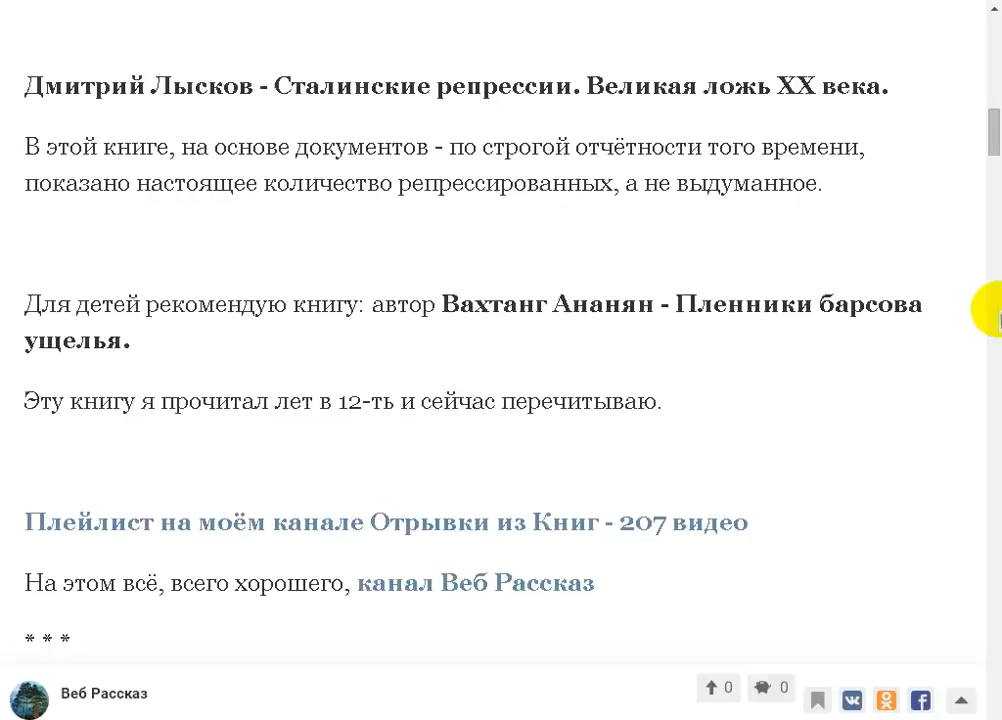 Дмитрий Лысков - Сталинские репрессии. Великая ложь XX века.
В этой книге, на основе документов - по строгой отчётности того времени,
показано настоящее количество репрессированных, а не выдуманное.
Для детей рекомендую книгу: автор Вахтанг Ананян - Пленники барсова
ущелья.
Эту книгу я прочитал лет в 12-ть и сейчас перечитываю.
Плейлист на моём канале Отрывки из Книг - 207 видео
На этом всё, всего хорошего, канал Веб Рассказ
* * *
Веб Рассказ
0
0